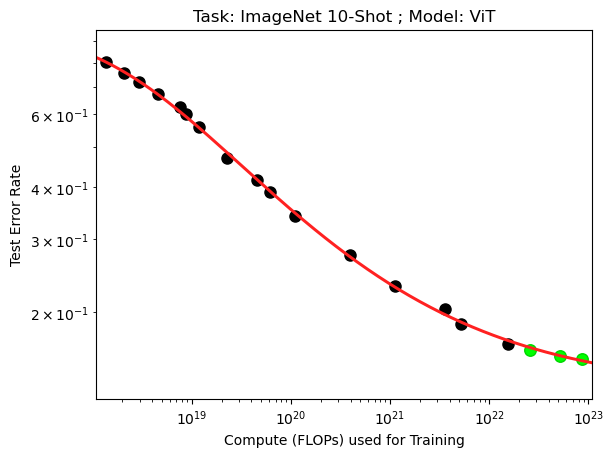 Task: ImageNet 10-Shot ; Model: ViT
Test Error Rate
6 × 10⁻¹
4 × 10⁻¹
3 × 10⁻¹
2 × 10⁻¹
10¹⁹ 10²⁰ 10²¹ 10²² 10²³
Compute (FLOPs) used for Training